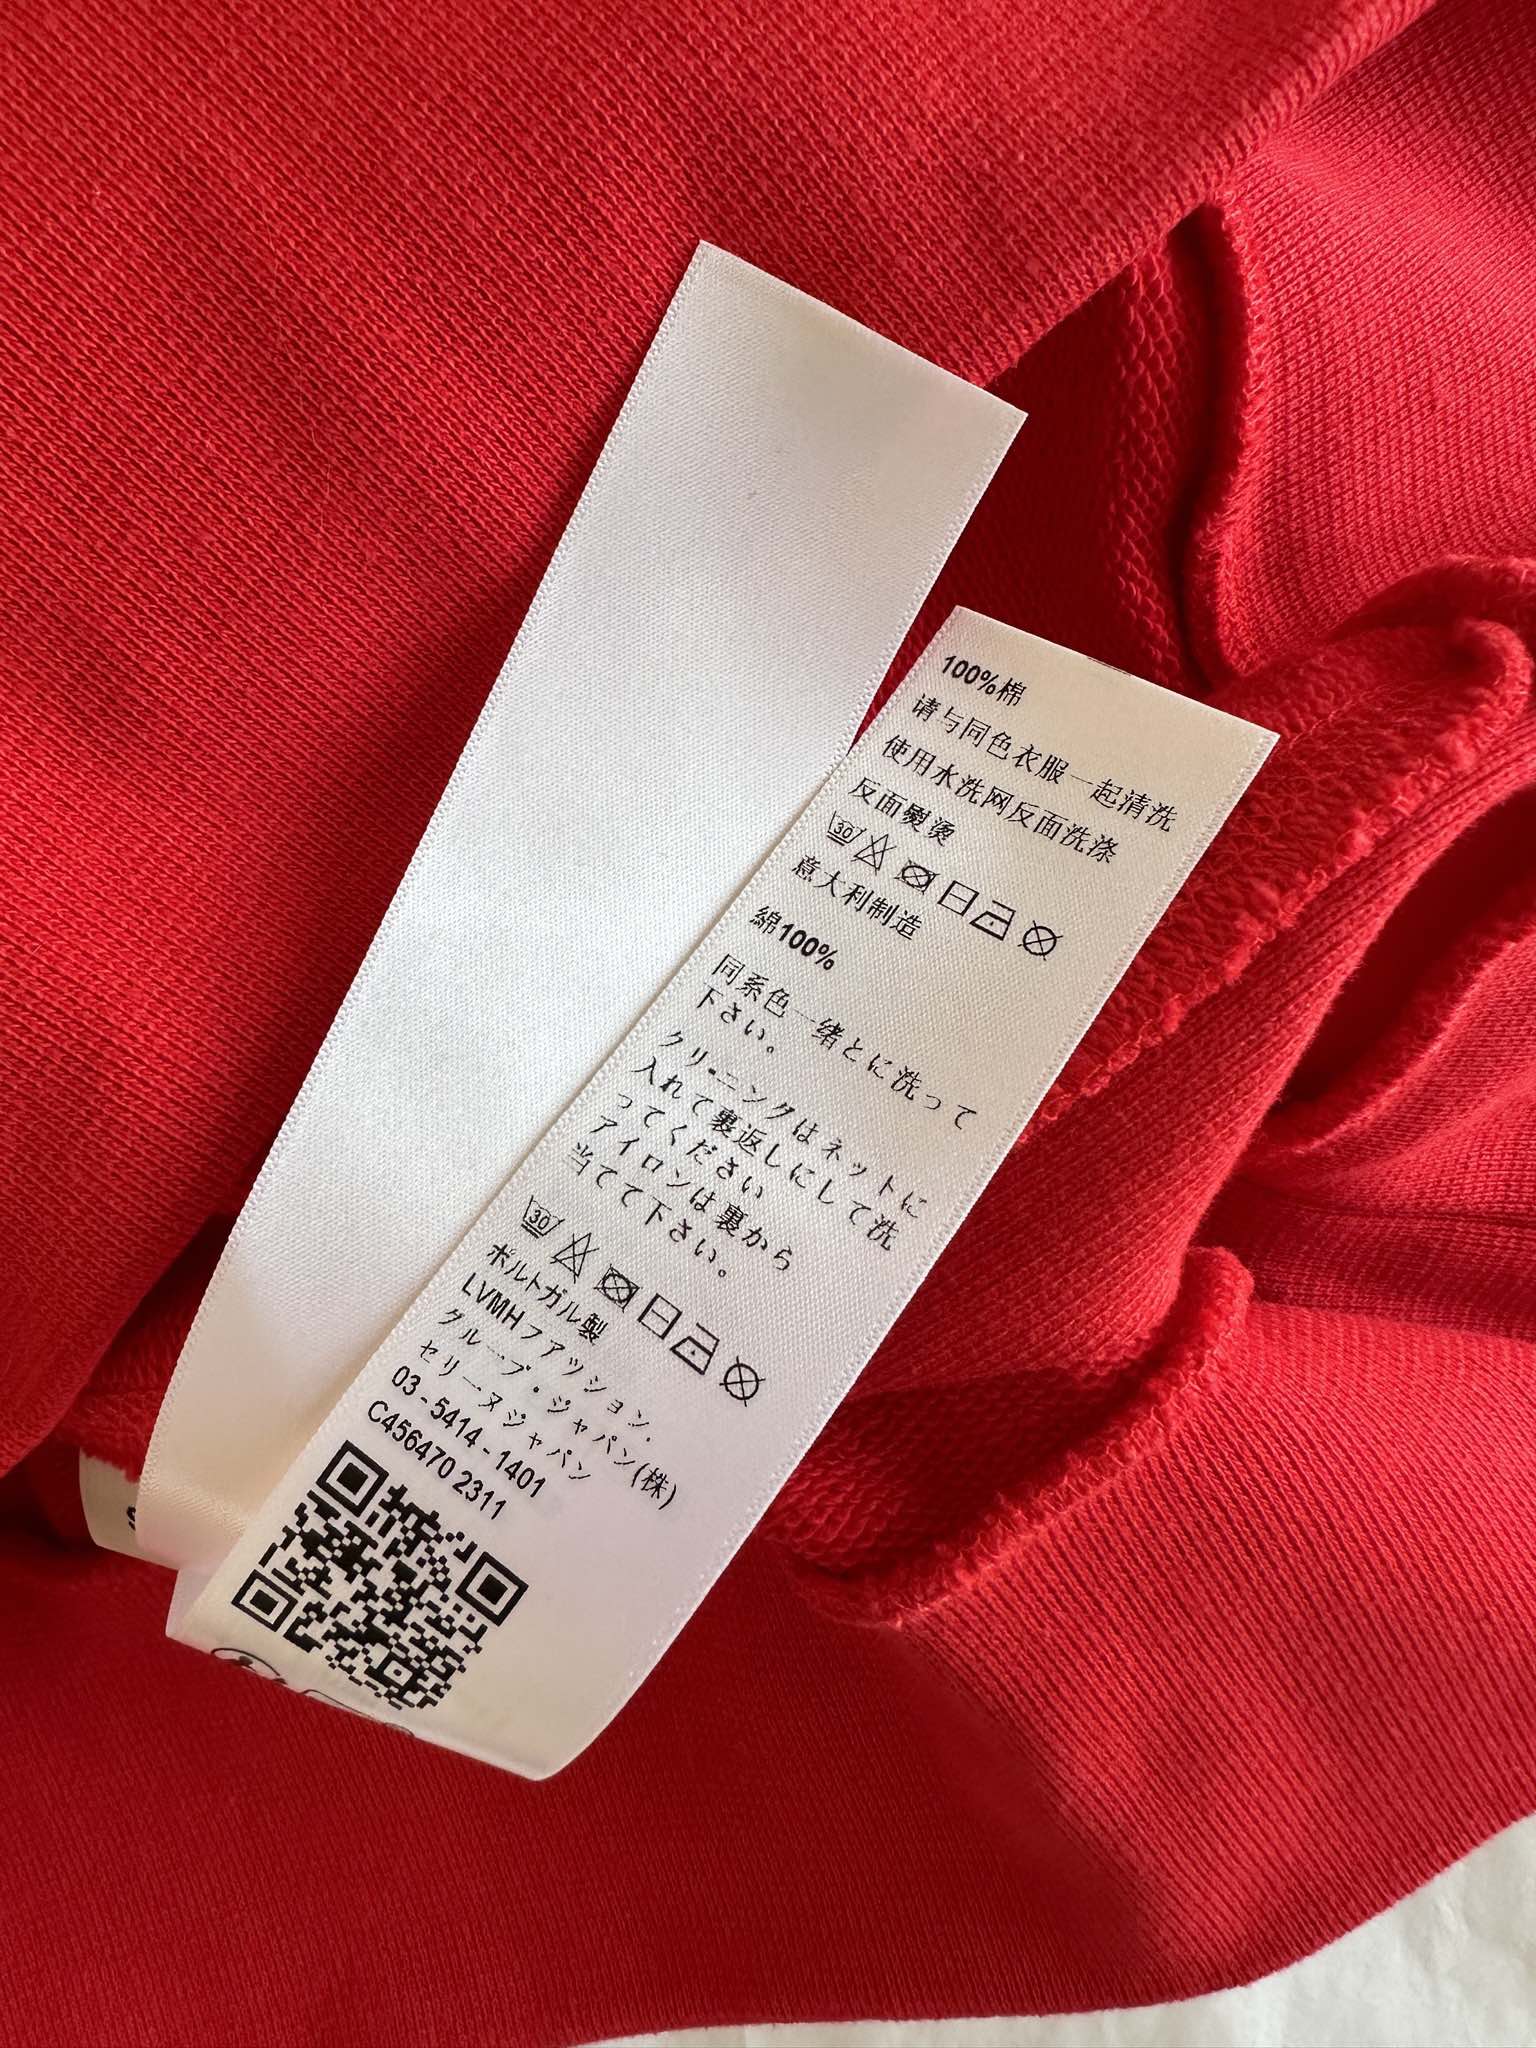 100%棉
请与同色衣服一起清洗
使用水洗网反面洗涤
反面熨烫
30
意大利制造
綿100%
同系色一绪とに洗って
下さい。
クリ-ニングはネットに
入れて裏返しにして洗
ってください
アイロンは裏から
当てて下さい。
30
ポルトガル製
LVMHファッション・
グループ・ジャパン(株)
セリーヌジャパン
03 - 5414 - 1401
C456470 2311